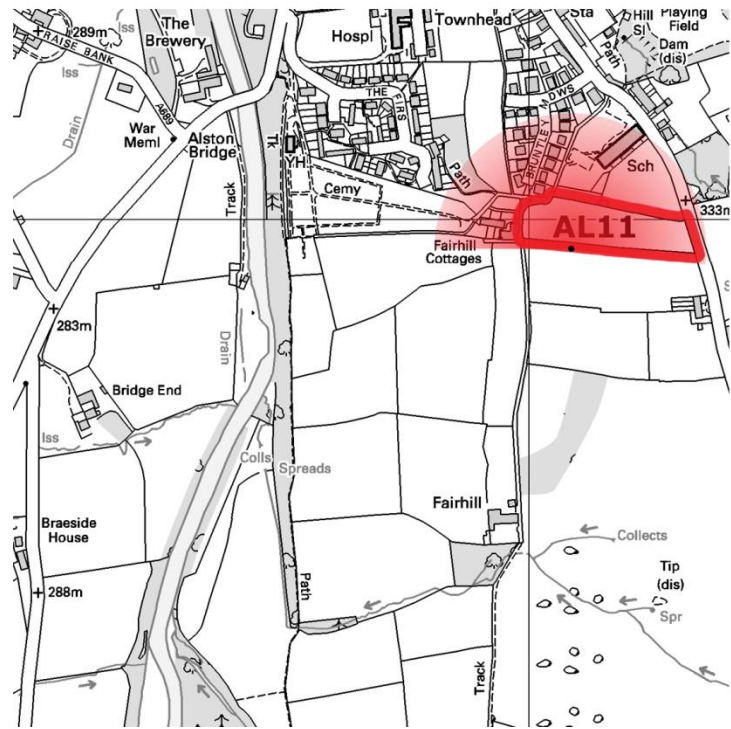 The
Brewery
289m
RAISE BANK
Iss
Iss
Drain
A689
War
Meml
Alston
Bridge
Hospl
Townhead
Sta
Hill
Sl
Playing
Field
Path
Dam
(dis)
THE
FIRS
MDWS
Tk
YH
Path
Sch
Cemy
Track
333m
AL11
Fairhill
Cottages
283m
Drain
Bridge End
Iss
Colls
Spreads
Fairhill
Braeside
House
Collects
Tip
(dis)
Spr
288m
Path
Track